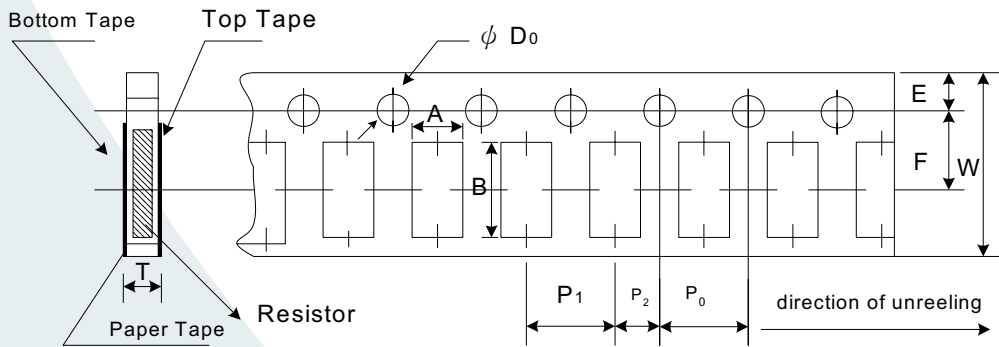 Bottom Tape
Top Tape
ψ D0
E
A
F
W
B
T
P1
P2
P0
direction of unreeling
Resistor
Paper Tape